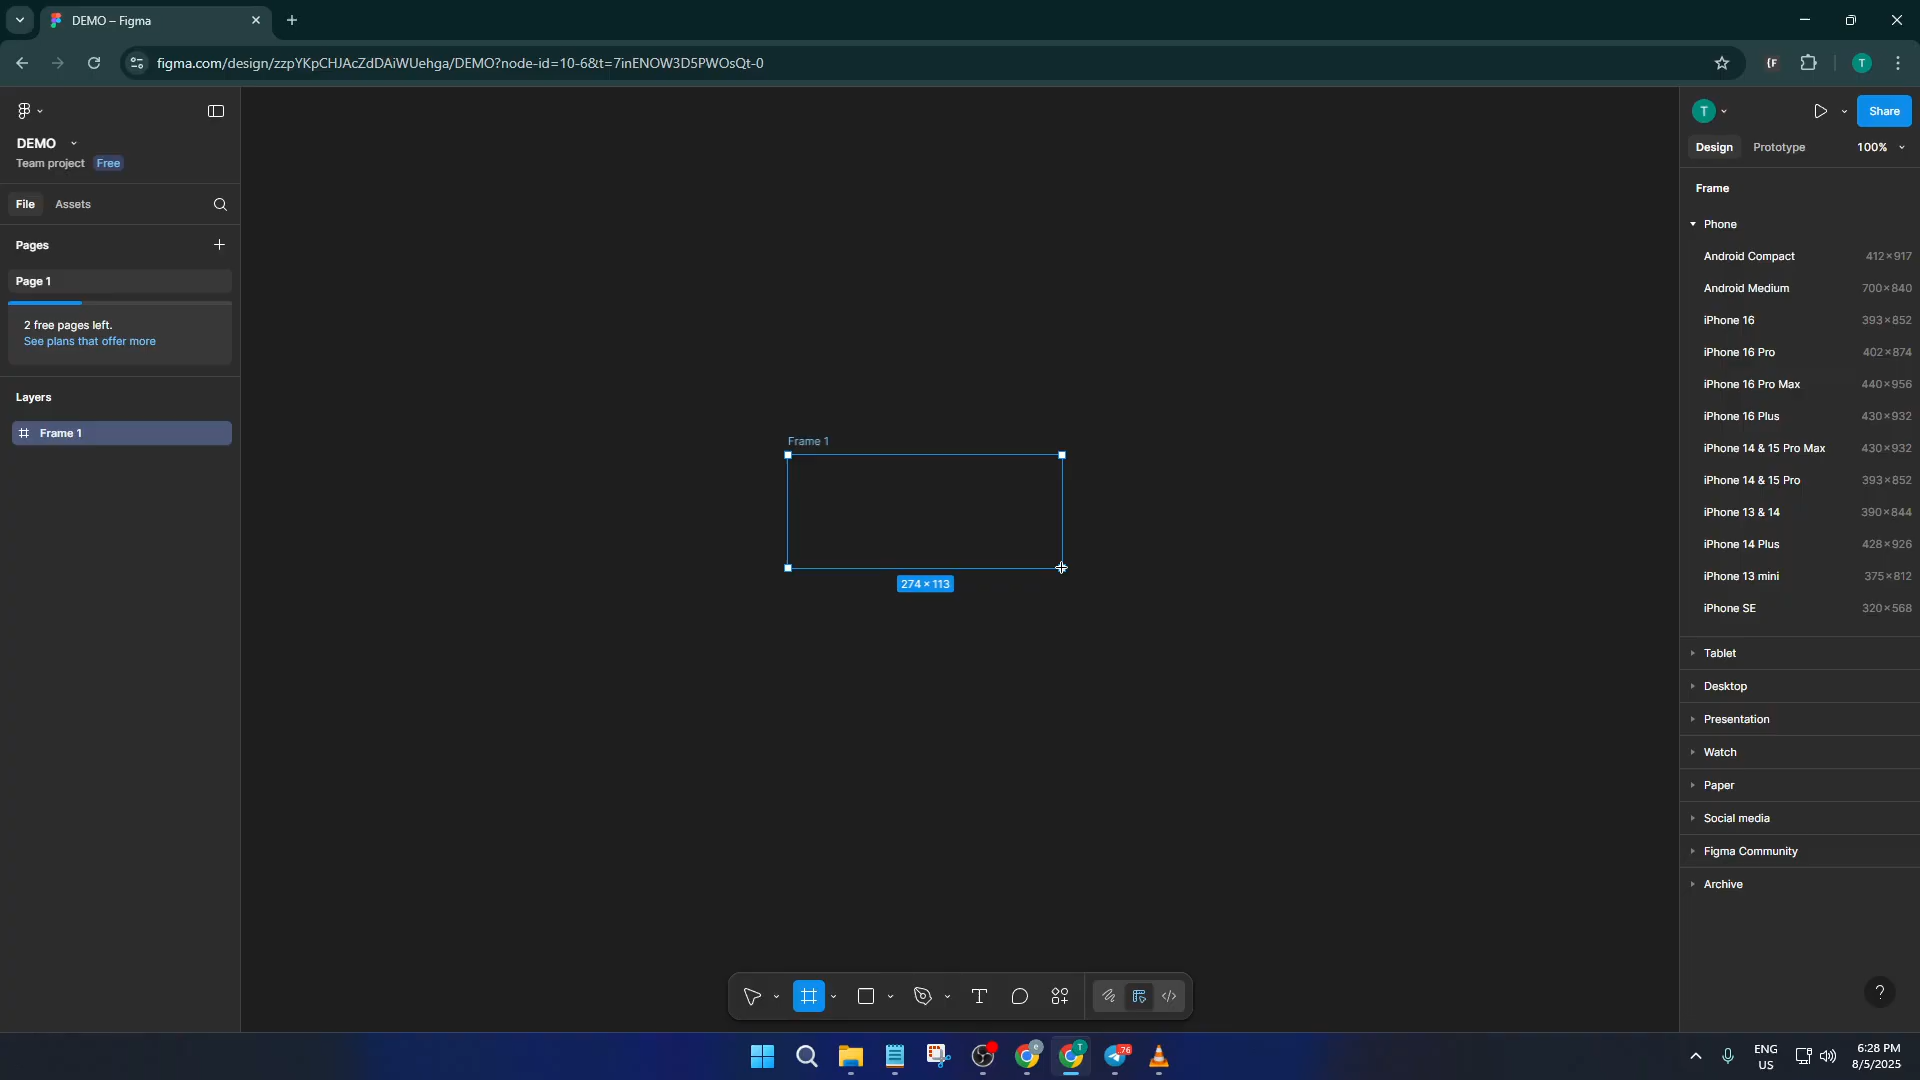 DEMO – Figma
figma.com/design/zzpYKpCHJAcZdDAiWUehga/DEMO?node-id=10-6&t=7inENOW3D5PWOsQt-0
T
DEMO
Team project Free
File Assets
Pages
Page 1
2 free pages left.
See plans that offer more
Layers
Frame 1
Frame 1
274 × 113
T
Share
Design Prototype 100%
Frame
Phone
Android Compact 412×917
Android Medium 700×840
iPhone 16 393×852
iPhone 16 Pro 402×874
iPhone 16 Pro Max 440×956
iPhone 16 Plus 430×932
iPhone 14 & 15 Pro Max 430×932
iPhone 14 & 15 Pro 393×852
iPhone 13 & 14 390×844
iPhone 14 Plus 428×926
iPhone 13 mini 375×812
iPhone SE 320×568
Tablet
Desktop
Presentation
Watch
Paper
Social media
Figma Community
Archive
?
e
T
76
ENG
US
6:28 PM
8/5/2025